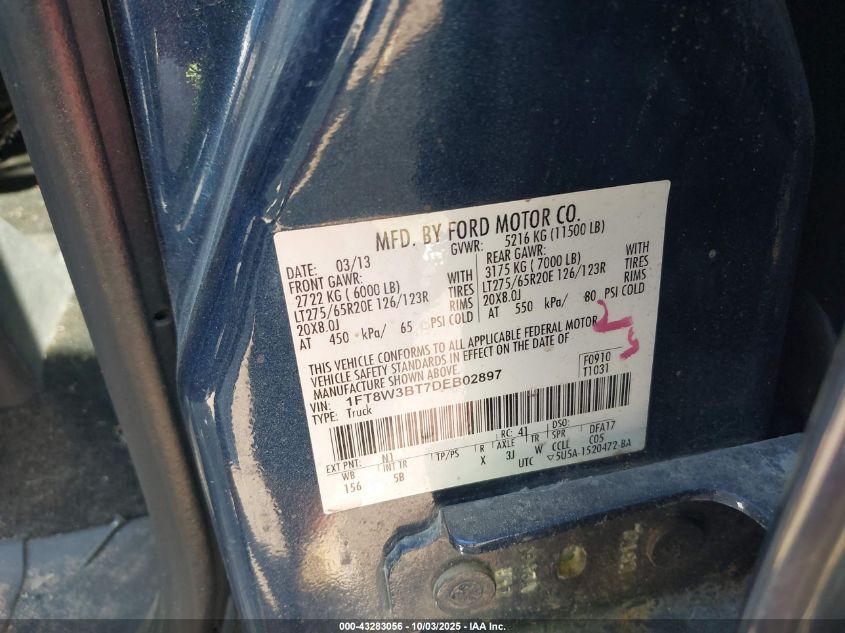 MFD. BY FORD MOTOR CO.
DATE: 03/13 GVWR: 5216 KG (11500 LB)
FRONT GAWR: REAR GAWR:
2722 KG (6000 LB) WITH 3175 KG (7000 LB) WITH
LT275/65R20E 126/123R TIRES LT275/65R20E 126/123R TIRES
20X8.0J RIMS 20X8.0J RIMS
AT 450 kPa/ 65 PSI COLD AT 550 kPa/ 80 PSI COLD
THIS VEHICLE CONFORMS TO ALL APPLICABLE FEDERAL MOTOR
VEHICLE SAFETY STANDARDS IN EFFECT ON THE DATE OF
MANUFACTURE SHOWN ABOVE. F0910
VIN: 1FT8W3BT7DEB02897 T1031
TYPE: Truck
EXT PNT: N1 RC: 41 DSO:
WB INT TR TP/PS R AXLE TR SPR DFA17
156 5B X 3J W CCLE C05
UTC ▽5U5A-1520472-BA
000-43283056 - 10/03/2025 - IAA Inc.